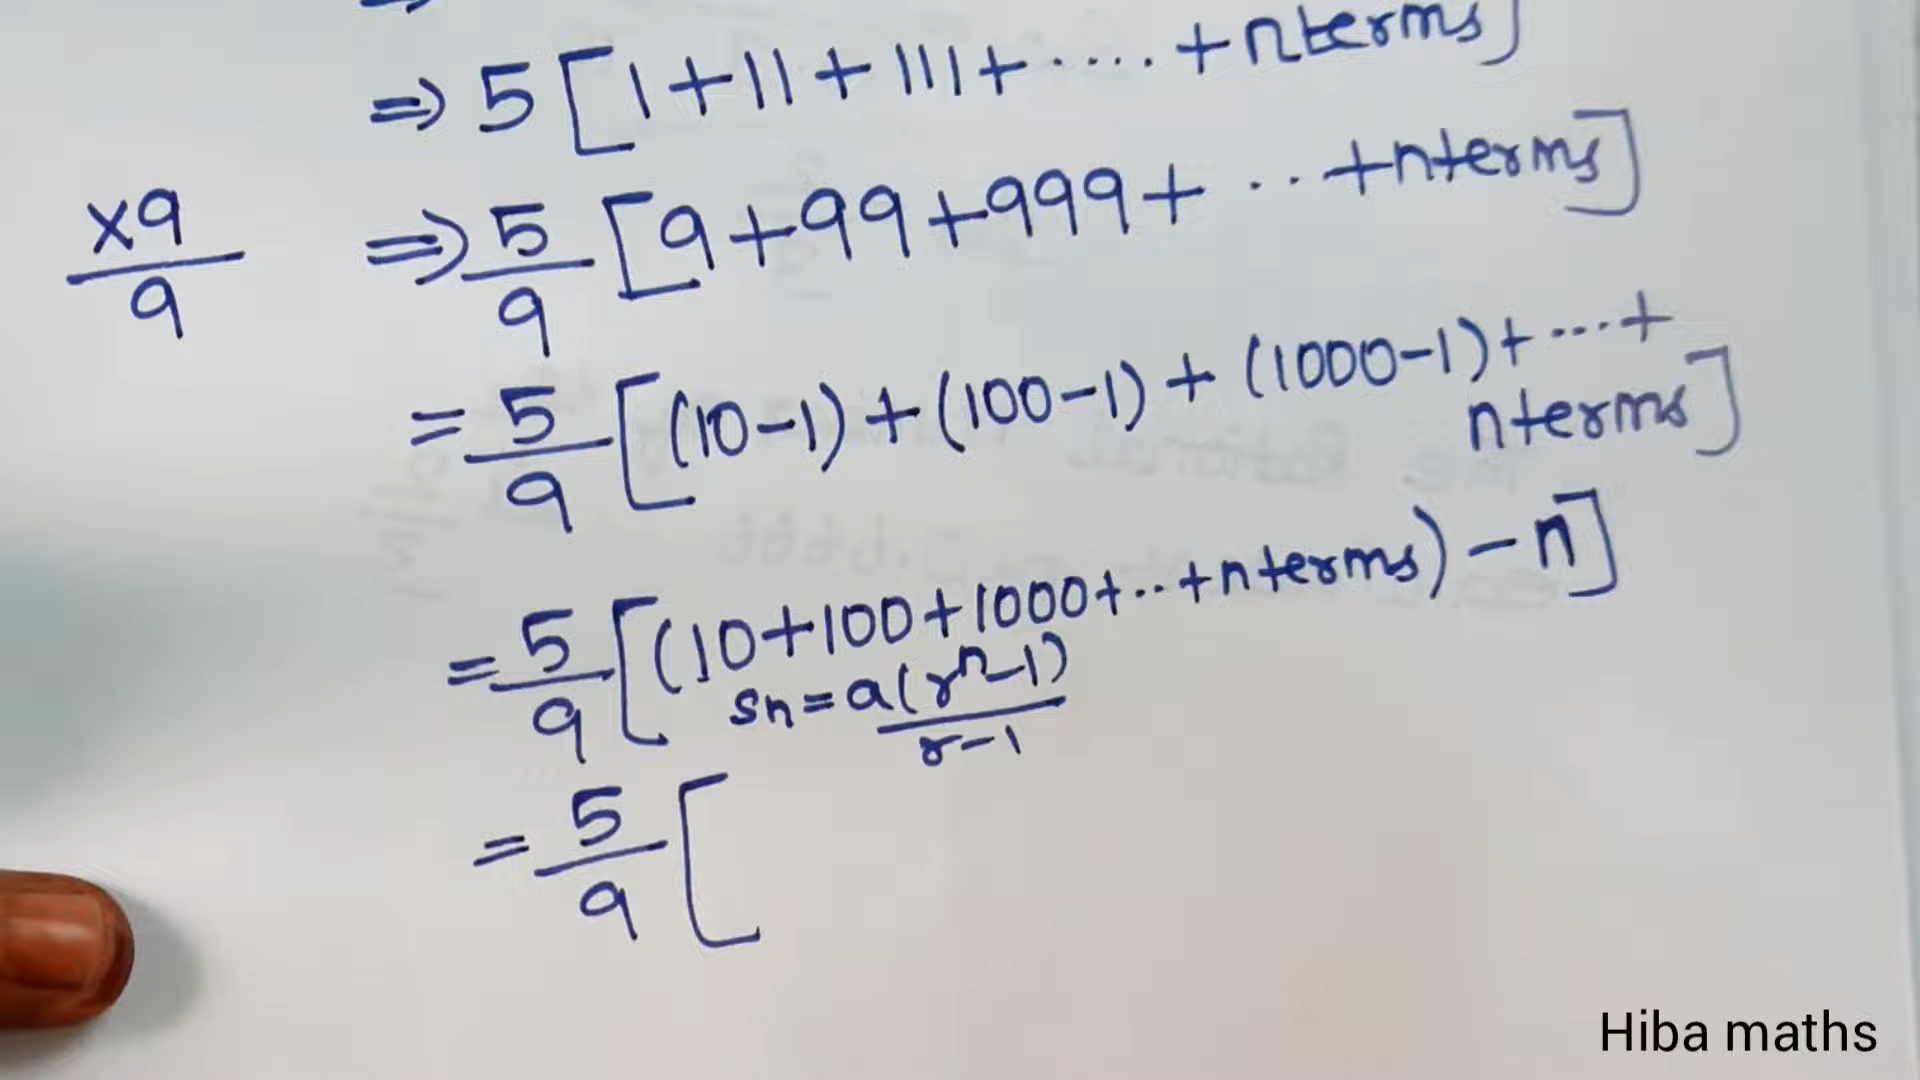 ⇒ 5 [1 + 11 + 111 + ..... + n terms]
×9/9 ⇒ 5/9 [9 + 99 + 999 + ... + n terms]
= 5/9 [(10-1) + (100-1) + (1000-1) + ..... +
n terms]
= 5/9 [(10 + 100 + 1000 + ... + n terms) - n]
Sn = a(r^n - 1)/r-1
= 5/9 [
Hiba maths